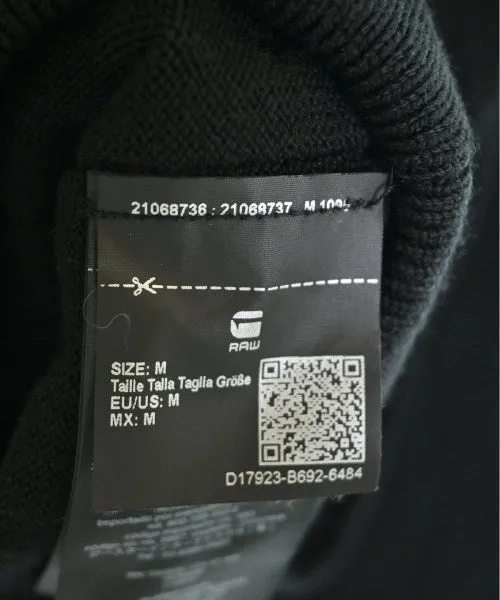 21068736 : 21068737 M 100%
RAW
SIZE: M
Taille Talla Taglia Größe
EU/US: M
MX: M
D17923-B692-6484